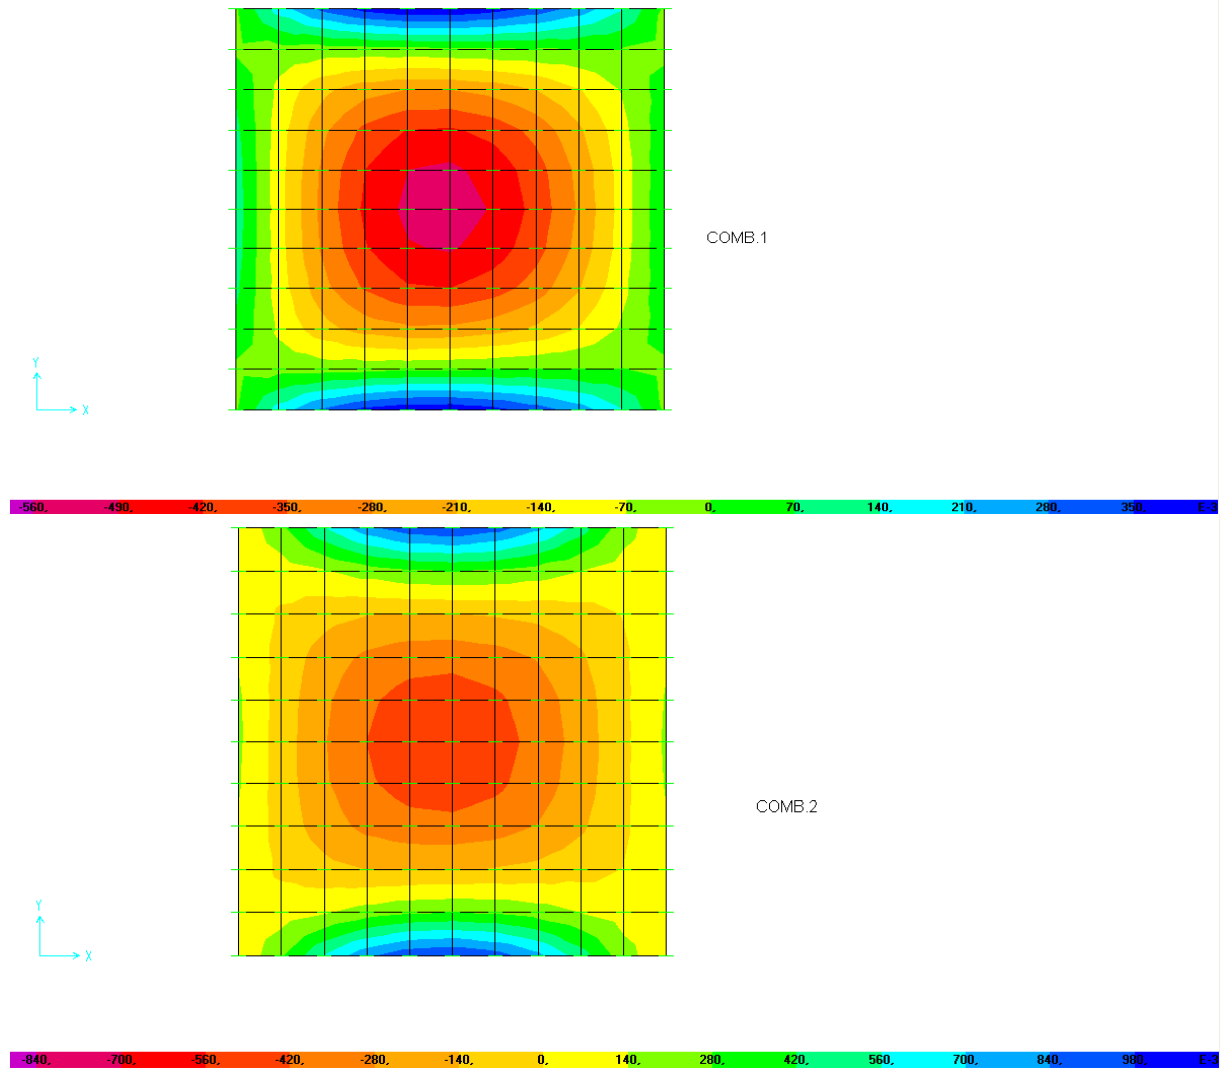 COMB.1
Y
X
-560, -490, -420, -350, -280, -210, -140, -70, 0, 70, 140, 210, 280, 350, E-3
COMB.2
Y
X
-840, -700, -560, -420, -280, -140, 0, 140, 280, 420, 560, 700, 840, 980, E-3